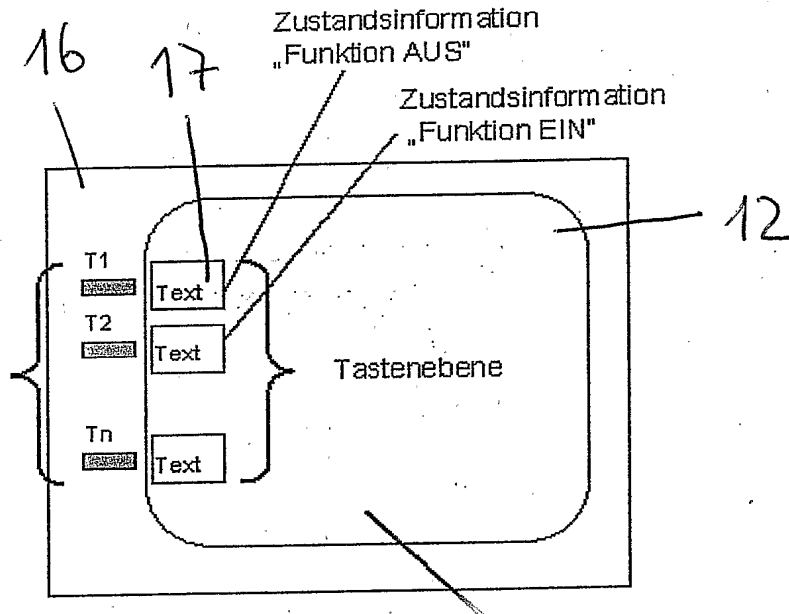 Zustandsinformation
„Funktion AUS"
16
17
Zustandsinformation
„Funktion EIN"
12
T1
Text
T2
Text
Tastenebene
Tn
Text